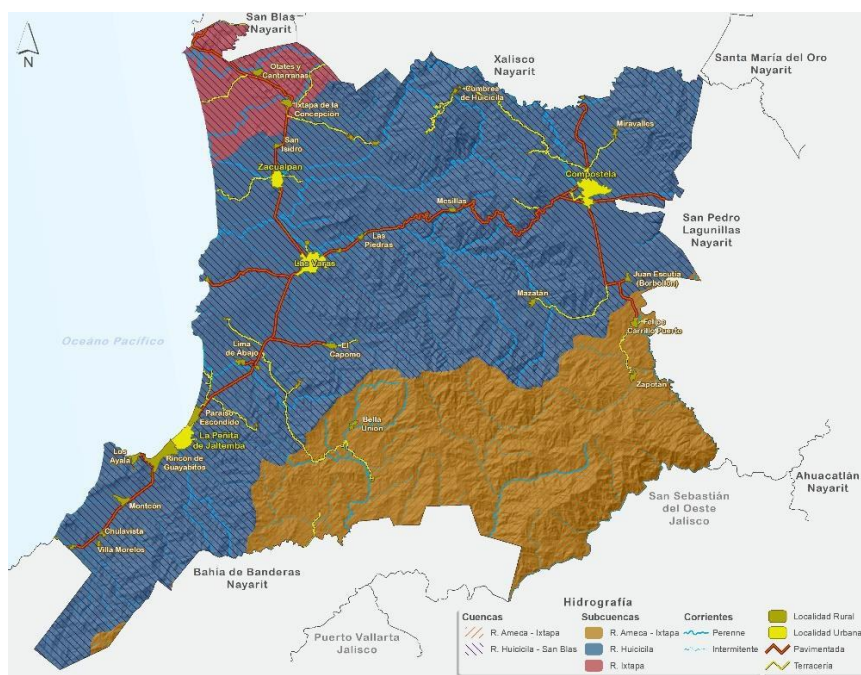 San Blas
Nayarit
N
Xalisco
Nayarit
Santa María del Oro
Nayarit
Otates y
Cantarranas
Cumbres
de Huicicila
Ixtapa de la
Concepción
Miravalles
San
Isidro
Zacualpan
Compostela
Mesillas
San Pedro
Lagunillas
Nayarit
Las
Piedras
Las Varas
Juan Escutia
(Borbollón)
Mazatán
Felipe
Carrillo Puerto
Océano Pacífico
Lima
de Abajo
El
Capomo
Zapotán
Paraíso
Escondido
Bella
Unión
La Peñita
de Jaltemba
Los
Ayala
Rincón de
Guayabitos
Ahuacatlán
Nayarit
San Sebastián
del Oeste
Jalisco
Monteón
Chulavista
Villa Morelos
Bahía de Banderas
Nayarit
Puerto Vallarta
Jalisco
Hidrografía
Cuencas
R. Ameca - Ixtapa
R. Huicicila - San Blas
Subcuencas
R. Ameca - Ixtapa
R. Huicicila
R. Ixtapa
Corrientes
Perenne
Intermitente
Localidad Rural
Localidad Urbana
Pavimentada
Terracería